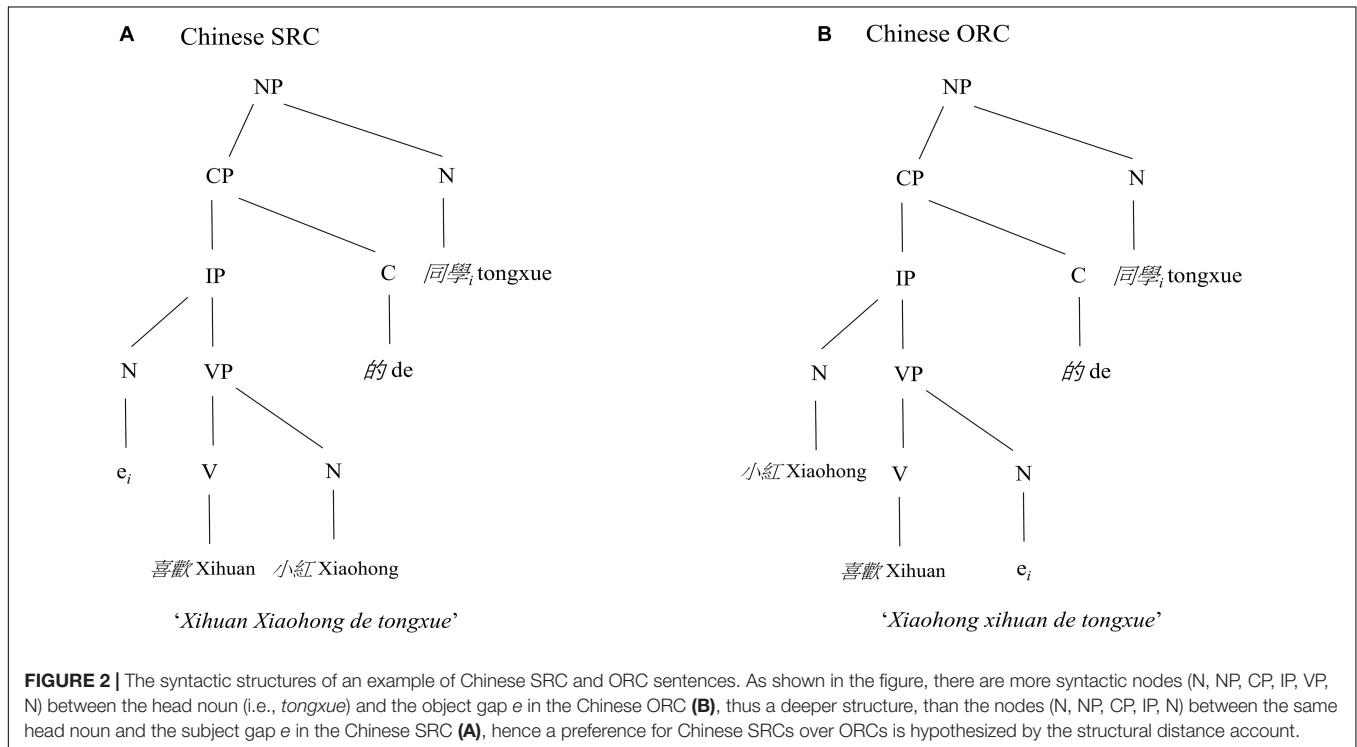 A Chinese SRC
NP
CP N
IP C 同學i tongxue
N VP 的 de
ei V N
喜歡 Xihuan 小紅 Xiaohong
‘Xihuan Xiaohong de tongxue’
B Chinese ORC
NP
CP N
IP C 同學i tongxue
N VP 的 de
小紅 Xiaohong V N
喜歡 Xihuan ei
‘Xiaohong xihuan de tongxue’
FIGURE 2 | The syntactic structures of an example of Chinese SRC and ORC sentences. As shown in the figure, there are more syntactic nodes (N, NP, CP, IP, VP,
N) between the head noun (i.e., tongxue) and the object gap e in the Chinese ORC (B), thus a deeper structure, than the nodes (N, NP, CP, IP, N) between the same
head noun and the subject gap e in the Chinese SRC (A), hence a preference for Chinese SRCs over ORCs is hypothesized by the structural distance account.